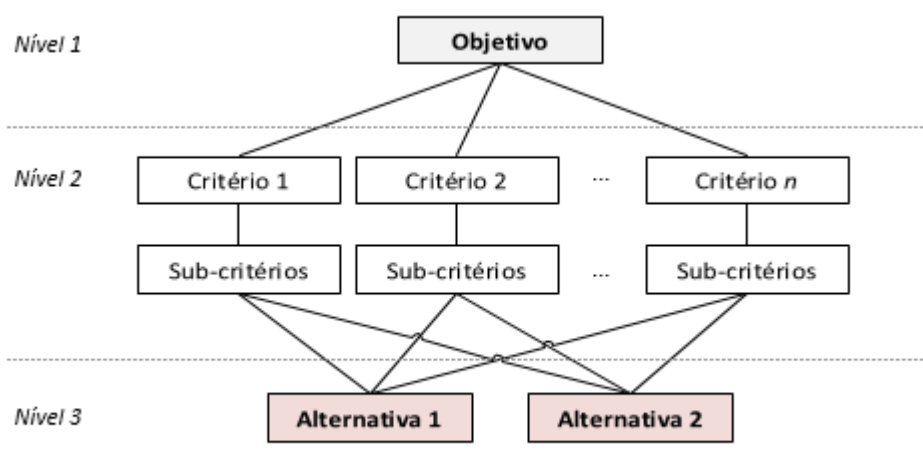 Nível 1
Objetivo
Nível 2
Critério 1
Critério 2
...
Critério n
Sub-critérios
Sub-critérios
...
Sub-critérios
Nível 3
Alternativa 1
Alternativa 2